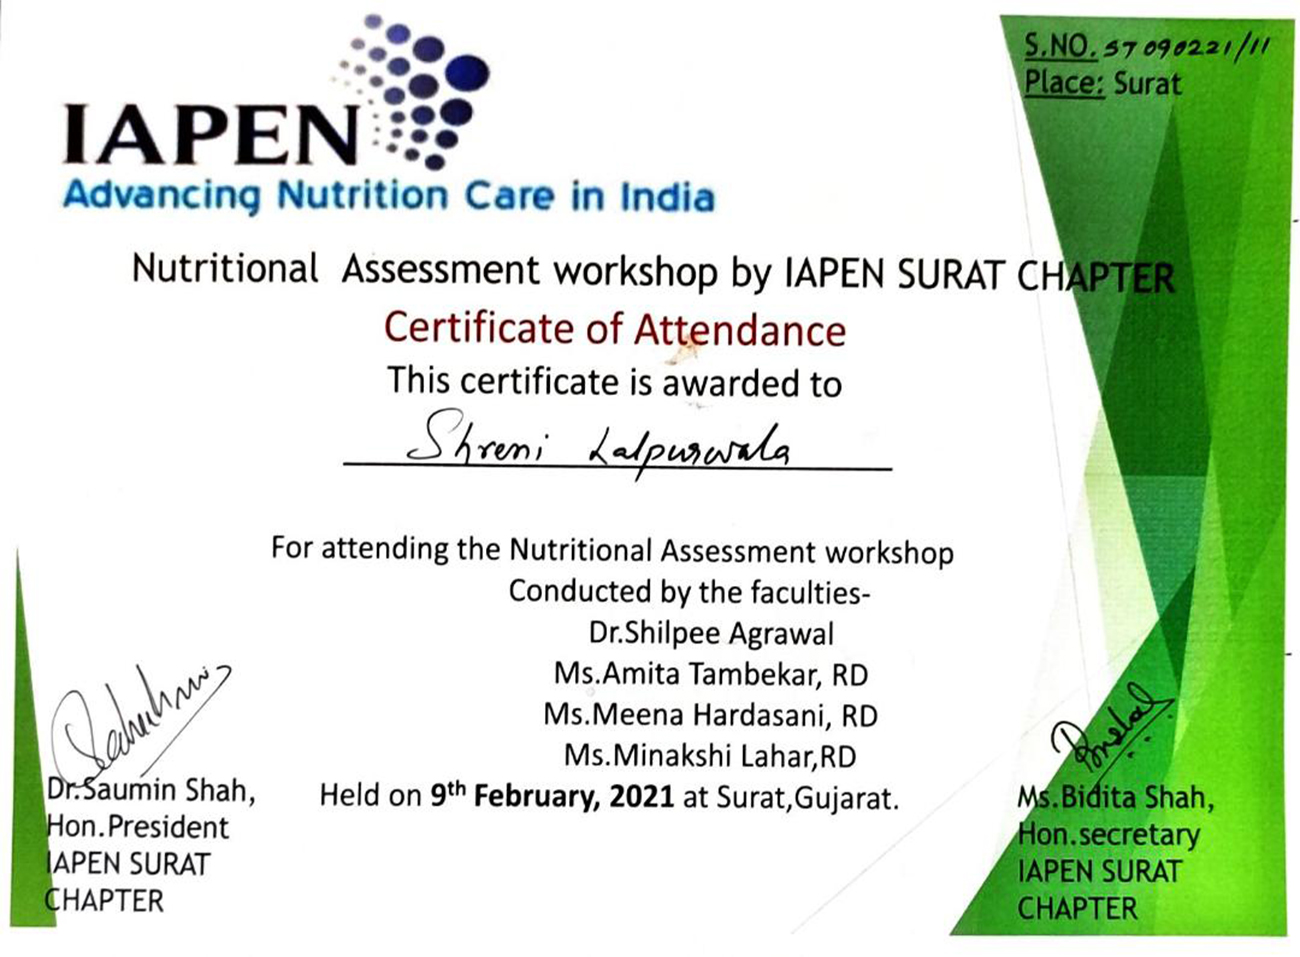 S.NO. ST 090221/11
Place: Surat
IAPEN
Advancing Nutrition Care in India
Nutritional Assessment workshop by IAPEN SURAT CHAPTER
Certificate of Attendance
This certificate is awarded to
Shreni Lalpurwala
For attending the Nutritional Assessment workshop
Conducted by the faculties-
Dr.Shilpee Agrawal
Ms.Amita Tambekar, RD
Ms.Meena Hardasani, RD
Ms.Minakshi Lahar,RD
Held on 9th February, 2021 at Surat,Gujarat.
Dr.Saumin Shah,
Hon.President
IAPEN SURAT
CHAPTER
Ms.Bidita Shah,
Hon.secretary
IAPEN SURAT
CHAPTER